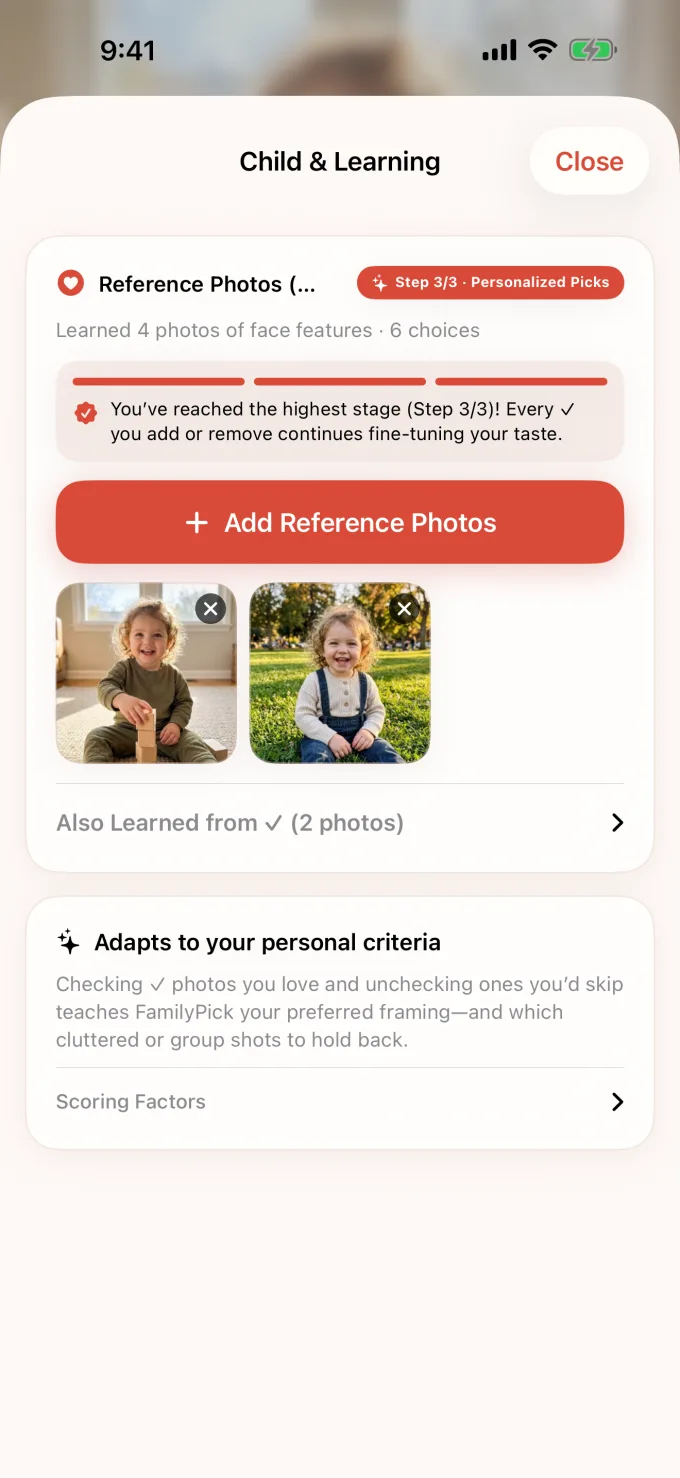 9:41
Child & Learning
Close
Reference Photos (...
Step 3/3 · Personalized Picks
Learned 4 photos of face features · 6 choices
You’ve reached the highest stage (Step 3/3)! Every ✓
you add or remove continues fine-tuning your taste.
+ Add Reference Photos
Also Learned from ✓ (2 photos)
Adapts to your personal criteria
Checking ✓ photos you love and unchecking ones you’d skip
teaches FamilyPick your preferred framing—and which
cluttered or group shots to hold back.
Scoring Factors